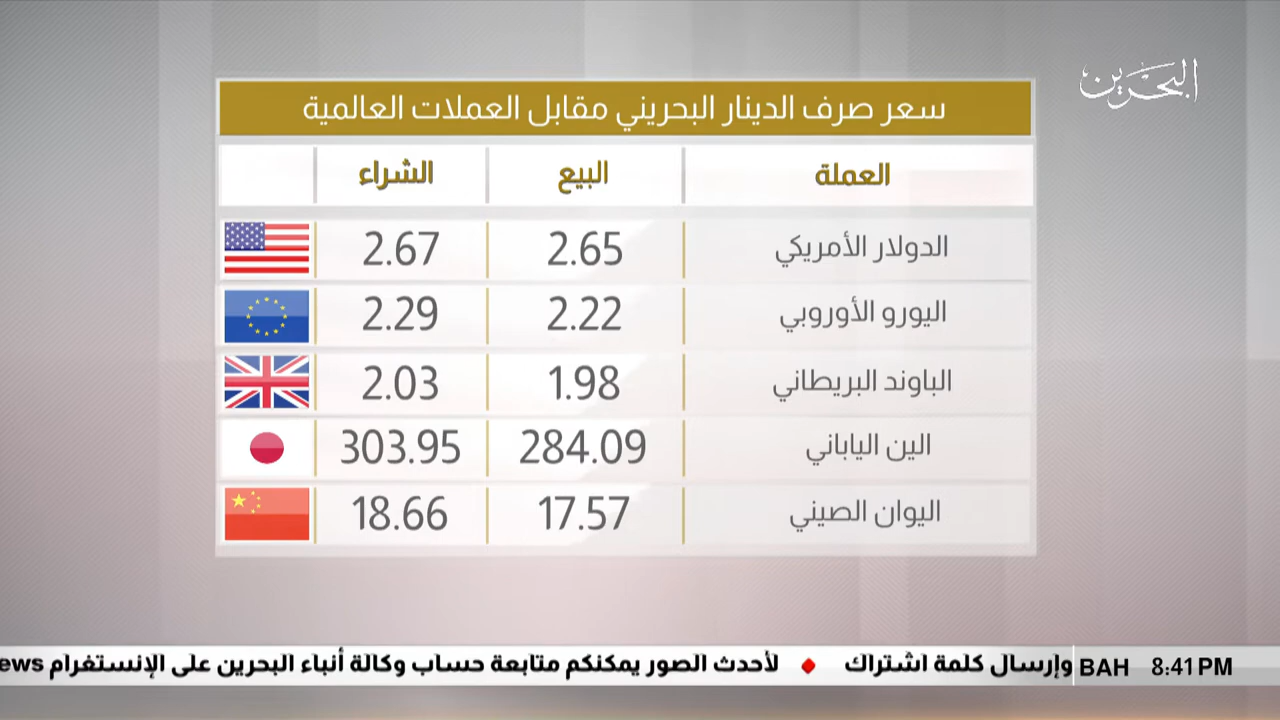 البحرين
سعر صرف الدينار البحريني مقابل العملات العالمية
العملة البيع الشراء
الدولار الأمريكي 2.65 2.67
اليورو الأوروبي 2.22 2.29
الباوند البريطاني 1.98 2.03
الين الياباني 284.09 303.95
اليوان الصيني 17.57 18.66
BAH 8:41 PM
وإرسال كلمة اشتراك • لأحدث الصور يمكنكم متابعة حساب وكالة أنباء البحرين على الإنستغرام ews